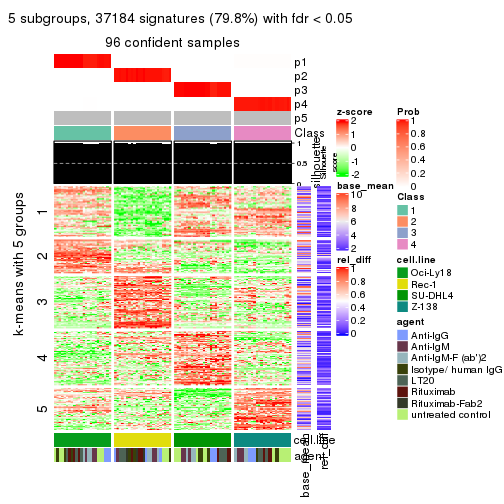 5 subgroups, 37184 signatures (79.8%) with fdr < 0.05
96 confident samples
p1
p2
p3
p4
p5
Class
silhouette
1
0.5
0
k-means with 5 groups
1
2
3
4
5
cell.line
agent
base_mean
rel_diff
z-score
2
1
0
-1
-2
Silhouette
score
base_mean
10
8
6
4
2
rel_diff
1
0.8
0.6
0.4
0.2
0
Prob
1
0.8
0.6
0.4
0.2
0
Class
1
2
3
4
cell.line
Oci-Ly18
Rec-1
SU-DHL4
Z-138
agent
Anti-IgG
Anti-IgM
Anti-IgM-F (ab')2
Isotype/ human IgG
LT20
Rituximab
Rituximab-Fab2
untreated control